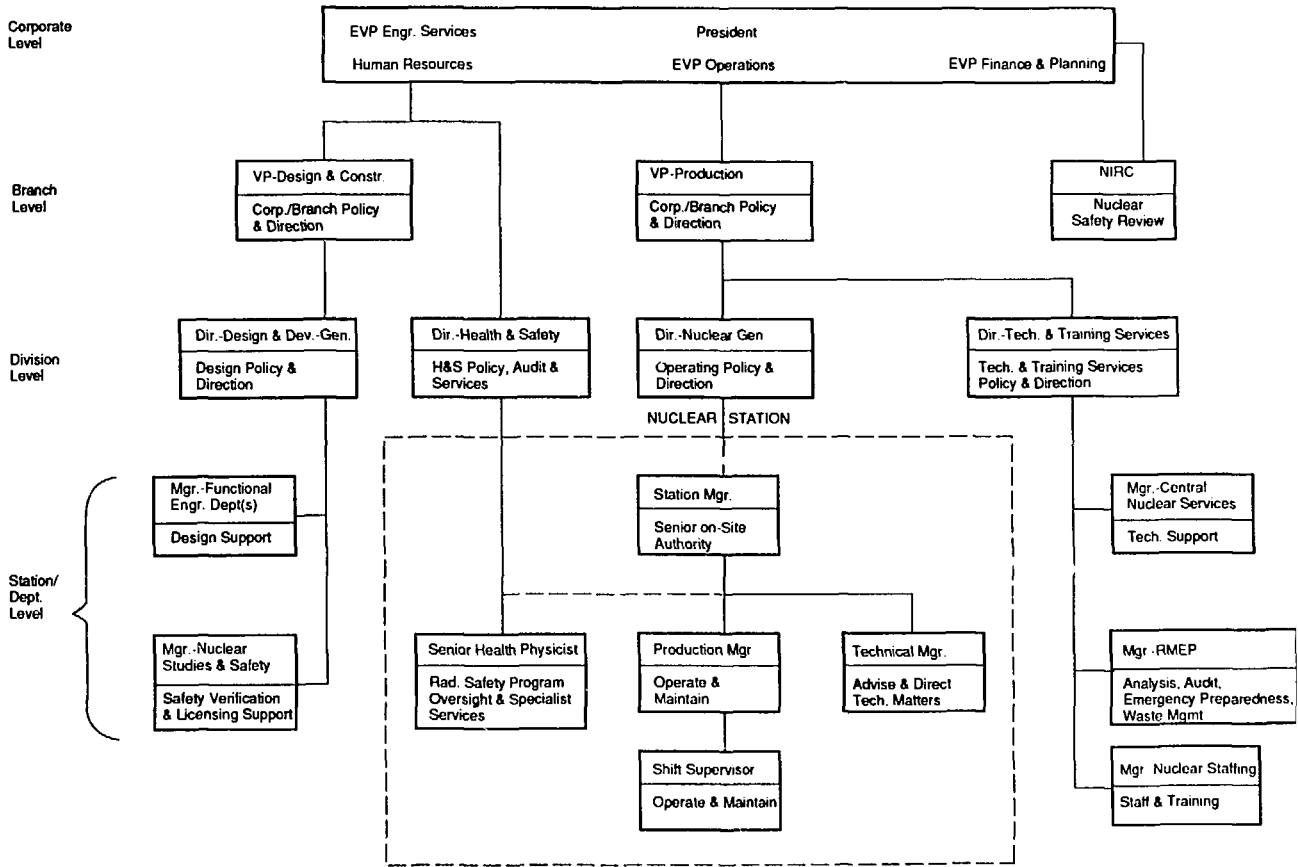 Corporate
Level
EVP Engr. Services
President
Human Resources
EVP Operations
EVP Finance & Planning
Branch
Level
VP-Design & Constr.
Corp./Branch Policy
& Direction
VP-Production
Corp./Branch Policy
& Direction
NIRC
Nuclear
Safety Review
Division
Level
Dir.-Design & Dev.-Gen.
Design Policy &
Direction
Dir.-Health & Safety
H&S Policy, Audit &
Services
Dir.-Nuclear Gen
Operating Policy &
Direction
Dir.-Tech. & Training Services
Tech. & Training Services
Policy & Direction
NUCLEAR STATION
Station/
Dept.
Level
Mgr.-Functional
Engr. Dept(s)
Design Support
Station Mgr.
Senior on-Site
Authority
Mgr.-Central
Nuclear Services
Tech. Support
Mgr.-Nuclear
Studies & Safety
Safety Verification
& Licensing Support
Senior Health Physicist
Rad. Safety Program
Oversight & Specialist
Services
Production Mgr
Operate &
Maintain
Technical Mgr.
Advise & Direct
Tech. Matters
Mgr -RMEP
Analysis, Audit,
Emergency Preparedness,
Waste Mgmt
Shift Supervisor
Operate & Maintain
Mgr Nuclear Staffing
Staff & Training